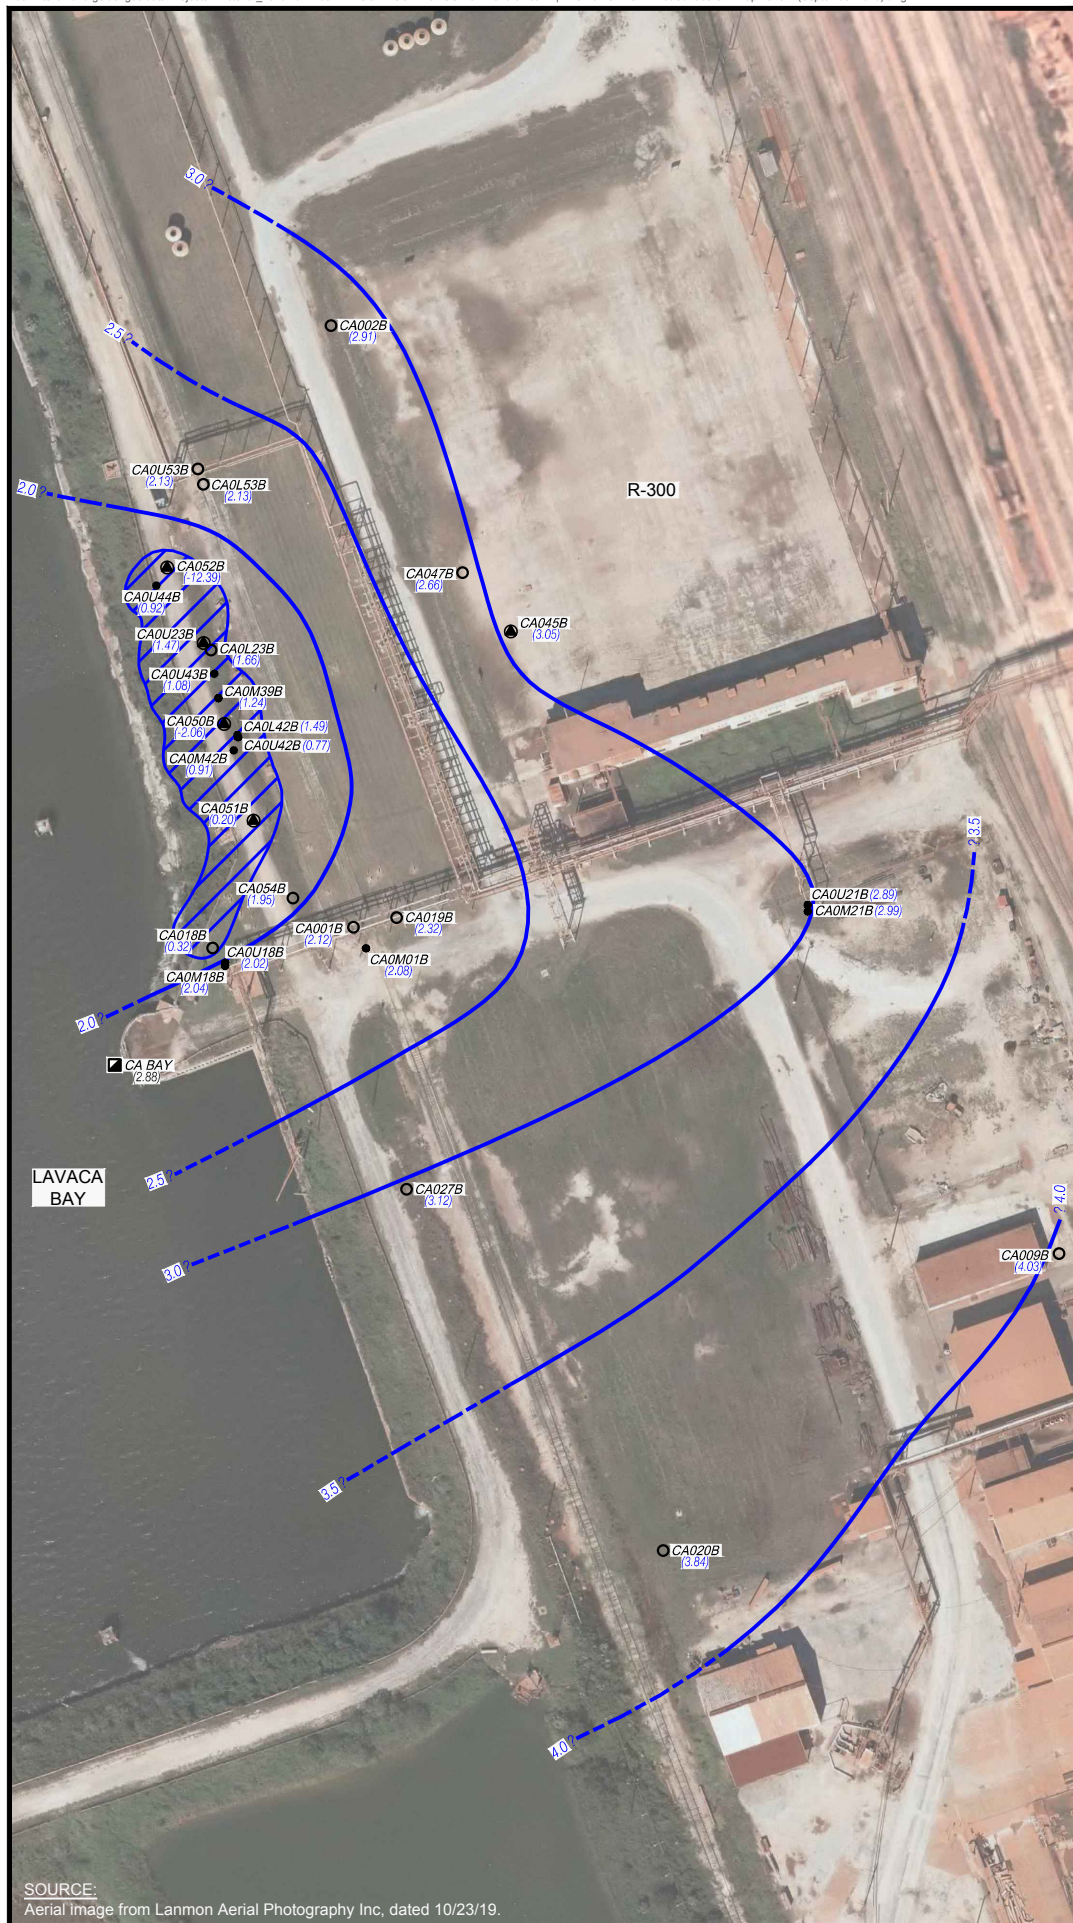 3.0 ?
CA002B
(2.91)
2.5 ?
CA0U53B
(2.13)
CA0L53B
(2.13)
2.0 ?
R-300
CA052B
(-12.39)
CA0U44B
(0.92)
CA047B
(2.66)
CA045B
(3.05)
CA0U23B
(1.47)
CA0L23B
(1.66)
CA0U43B
(1.08)
CA0M39B
(1.24)
CA050B
(-2.06)
CA0L42B (1.49)
CA0U42B (0.77)
CA0M42B
(0.91)
CA051B
(0.20)
? 3.5
CA054B
(1.95)
CA0U21B (2.89)
CA0M21B (2.99)
CA019B
(2.32)
CA001B
(2.12)
CA018B
(0.32)
CA0U18B
(2.02)
CA0M01B
(2.08)
CA0M18B
(2.04)
2.0 ?
CA BAY
(2.88)
LAVACA
BAY
2.5 ?
CA027B
(3.12)
? 4.0
3.0 ?
CA009B
(4.03)
3.5 ?
CA020B
(3.84)
4.0 ?
SOURCE:
Aerial image from Lanmon Aerial Photography Inc, dated 10/23/19.